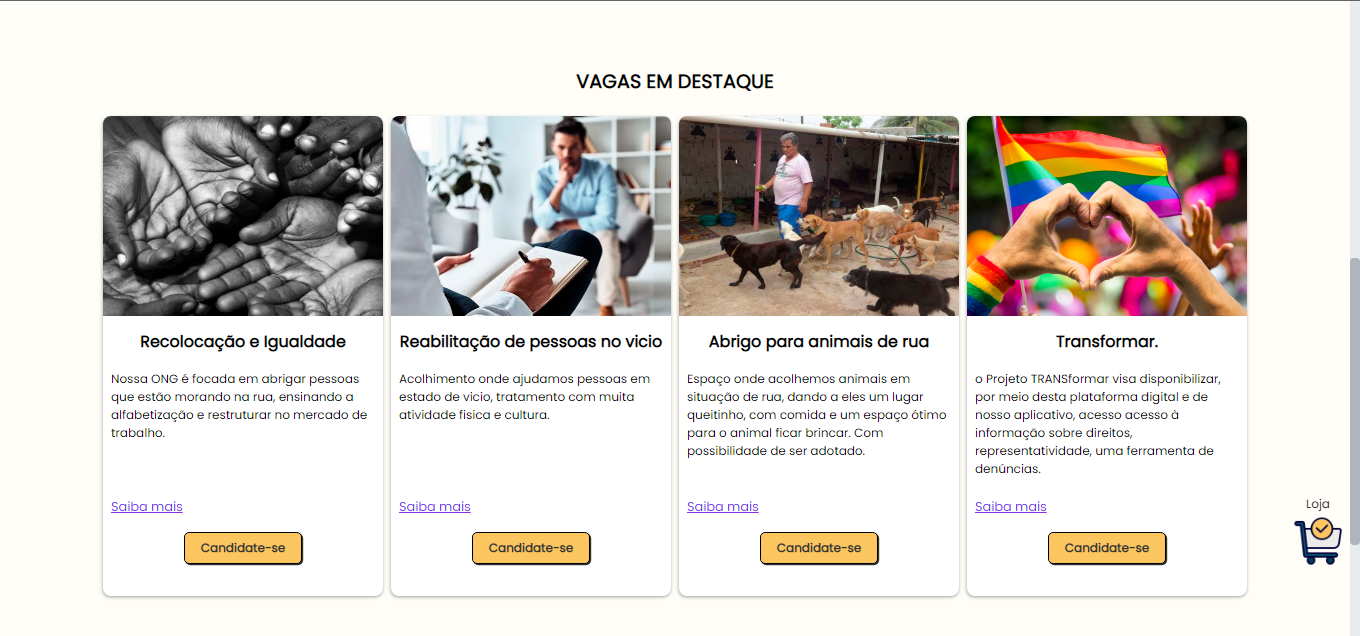 VAGAS EM DESTAQUE
Recolocação e Igualdade
Nossa ONG é focada em abrigar pessoas
que estão morando na rua, ensinando a
alfabetização e restruturar no mercado de
trabalho.
Saiba mais
Candidate-se
Reabilitação de pessoas no vicio
Acolhimento onde ajudamos pessoas em
estado de vicio, tratamento com muita
atividade fisica e cultura.
Saiba mais
Candidate-se
Abrigo para animais de rua
Espaço onde acolhemos animais em
situação de rua, dando a eles um lugar
queitinho, com comida e um espaço ótimo
para o animal ficar brincar. Com
possibilidade de ser adotado.
Saiba mais
Candidate-se
Transformar.
o Projeto TRANSformar visa disponibilizar,
por meio desta plataforma digital e de
nosso aplicativo, acesso acesso à
informação sobre direitos,
representatividade, uma ferramenta de
denúncias.
Saiba mais
Candidate-se
Loja